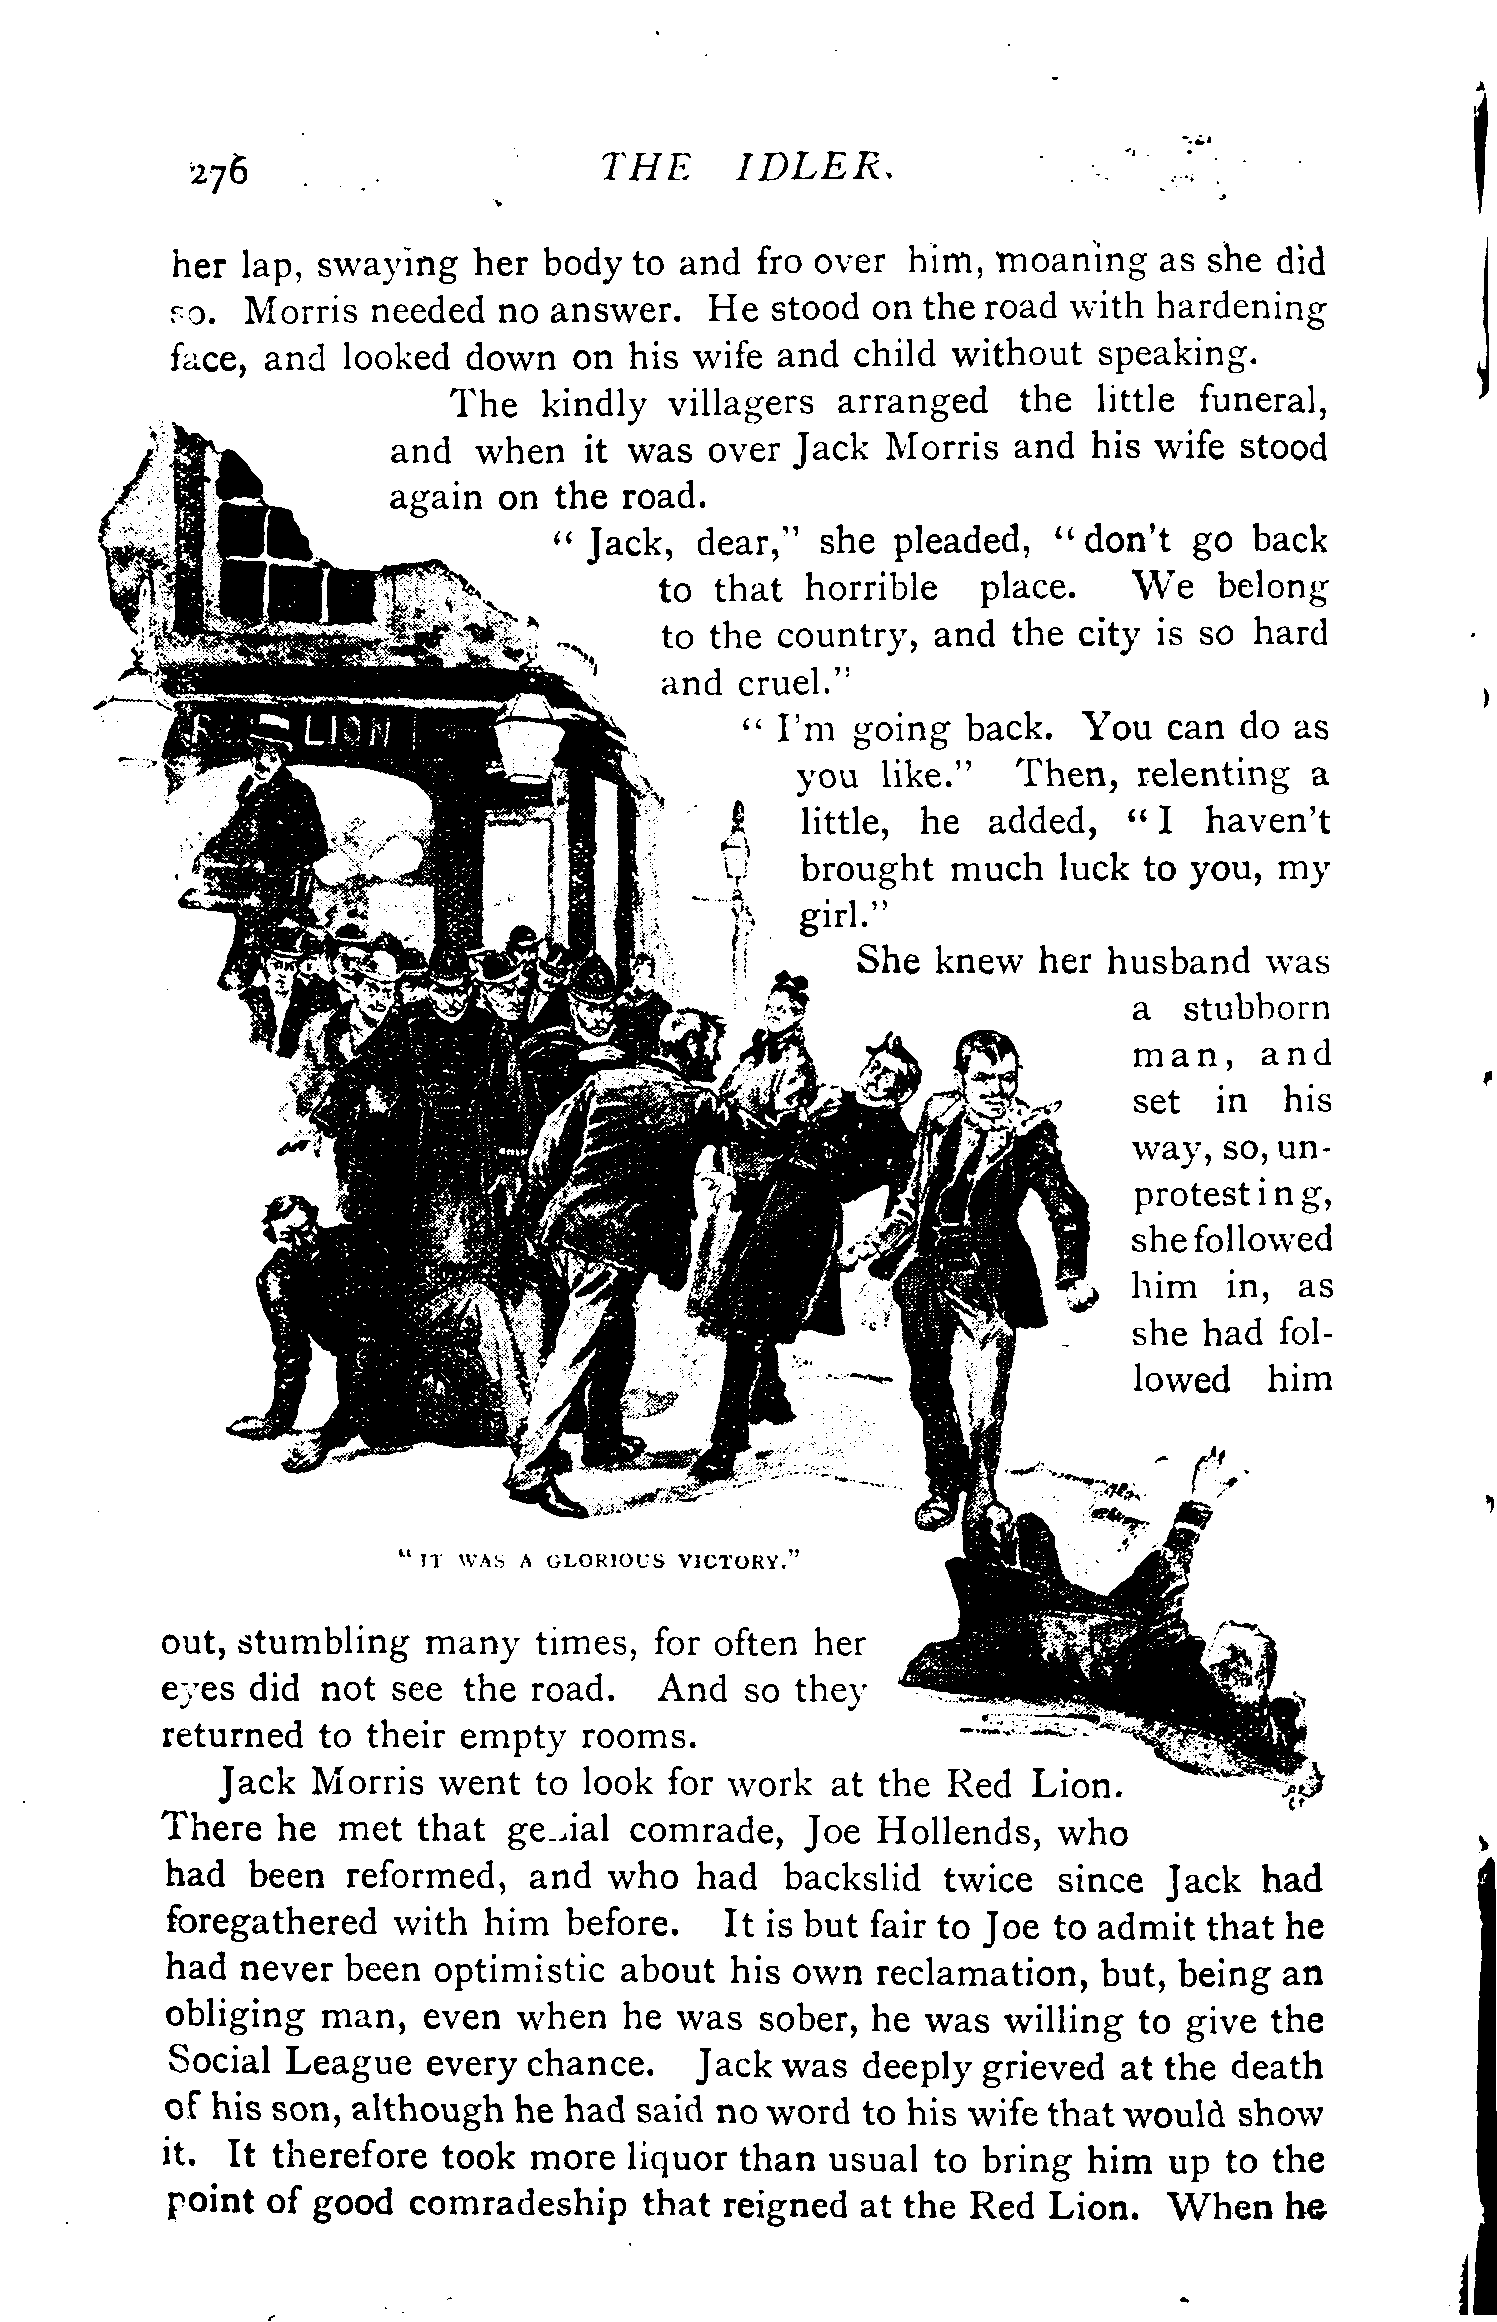 276 THE IDLER.
her lap, swaying her body to and fro over him, moaning as she did
so. Morris needed no answer. He stood on the road with hardening
face, and looked down on his wife and child without speaking.
The kindly villagers arranged the little funeral,
and when it was over Jack Morris and his wife stood
again on the road.
“ Jack, dear,” she pleaded, “ don't go back
to that horrible place. We belong
to the country, and the city is so hard
and cruel.”
“ I'm going back. You can do as
you like.” Then, relenting a
little, he added, “ I haven't
brought much luck to you, my
girl.”
She knew her husband was
a stubborn
man, and
set in his
way, so, un-
protesting,
she followed
him in, as
she had fol-
lowed him
LION
“ IT WAS A GLORIOUS VICTORY.”
out, stumbling many times, for often her
eyes did not see the road. And so they
returned to their empty rooms.
Jack Morris went to look for work at the Red Lion.
There he met that genial comrade, Joe Hollends, who
had been reformed, and who had backslid twice since Jack had
foregathered with him before. It is but fair to Joe to admit that he
had never been optimistic about his own reclamation, but, being an
obliging man, even when he was sober, he was willing to give the
Social League every chance. Jack was deeply grieved at the death
of his son, although he had said no word to his wife that would show
it. It therefore took more liquor than usual to bring him up to the
point of good comradeship that reigned at the Red Lion. When he